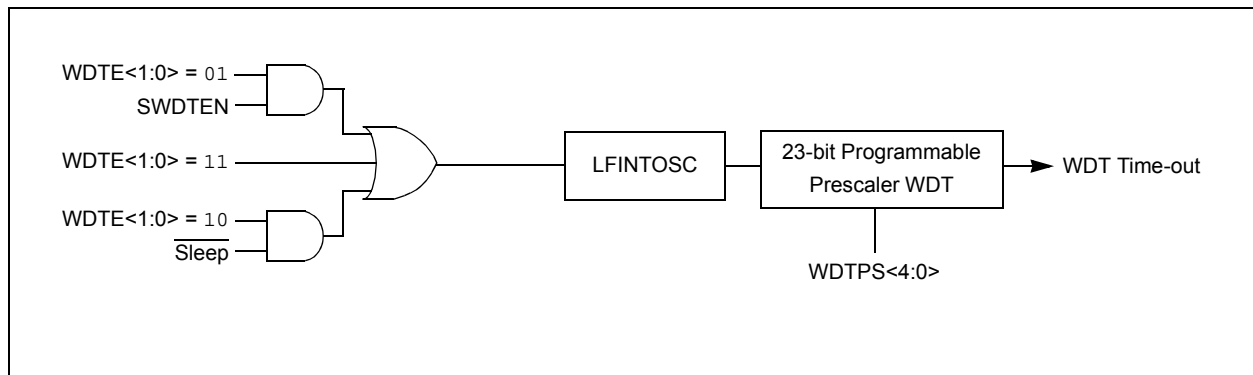 WDTE<1:0> = 01
SWDTEN
WDTE<1:0> = 11
WDTE<1:0> = 10
Sleep
LFINTOSC
23-bit Programmable
Prescaler WDT
WDT Time-out
WDTPS<4:0>